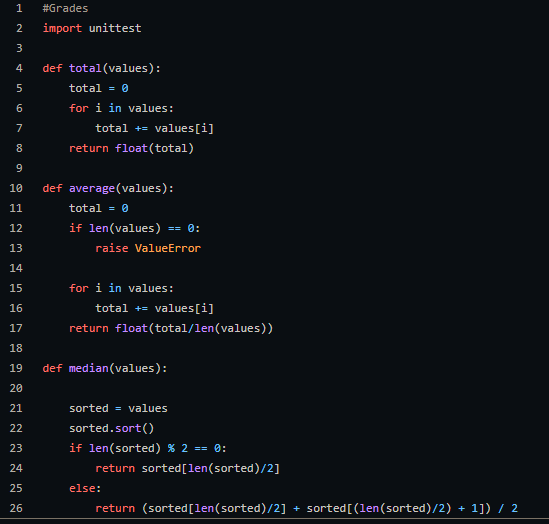 1 #Grades
2 import unittest
3
4 def total(values):
5     total = 0
6     for i in values:
7         total += values[i]
8     return float(total)
9
10 def average(values):
11     total = 0
12     if len(values) == 0:
13         raise ValueError
14
15     for i in values:
16         total += values[i]
17     return float(total/len(values))
18
19 def median(values):
20
21     sorted = values
22     sorted.sort()
23     if len(sorted) % 2 == 0:
24         return sorted[len(sorted)/2]
25     else:
26         return (sorted[len(sorted)/2] + sorted[(len(sorted)/2) + 1]) / 2